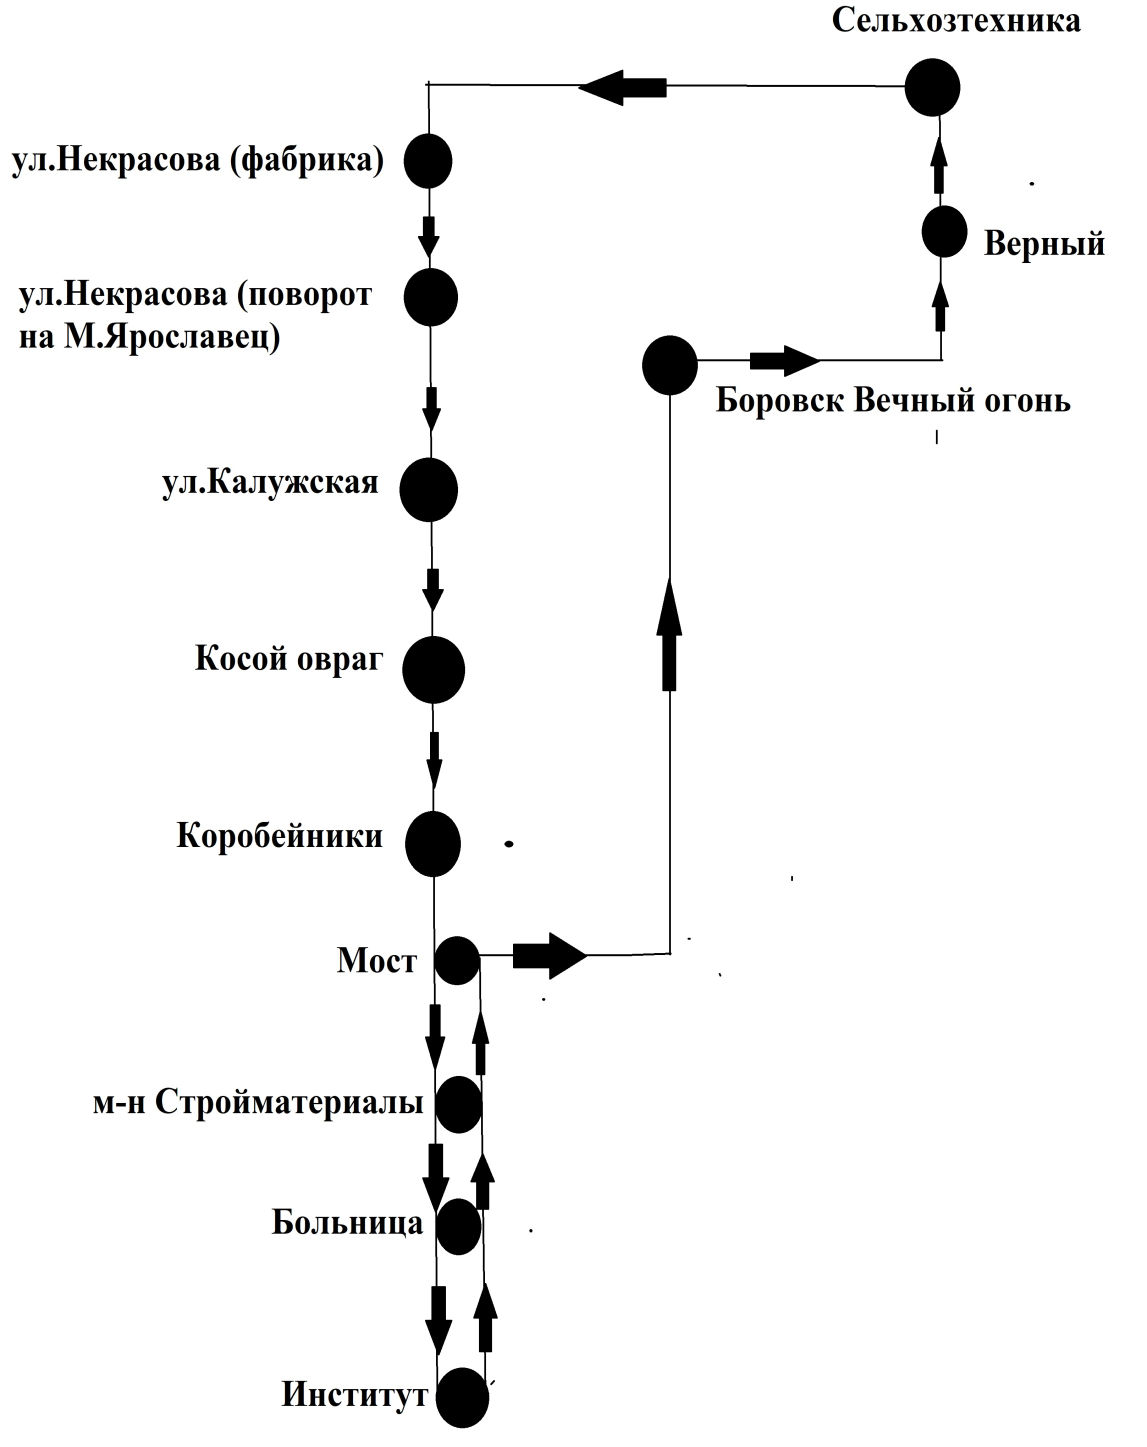 Сельхозтехника
ул.Некрасова (фабрика)
Верный
ул.Некрасова (поворот
на М.Ярославец)
Боровск Вечный огонь
ул.Калужская
Косой овраг
Коробейники
Мост
м-н Стройматериалы
Больница
Институт